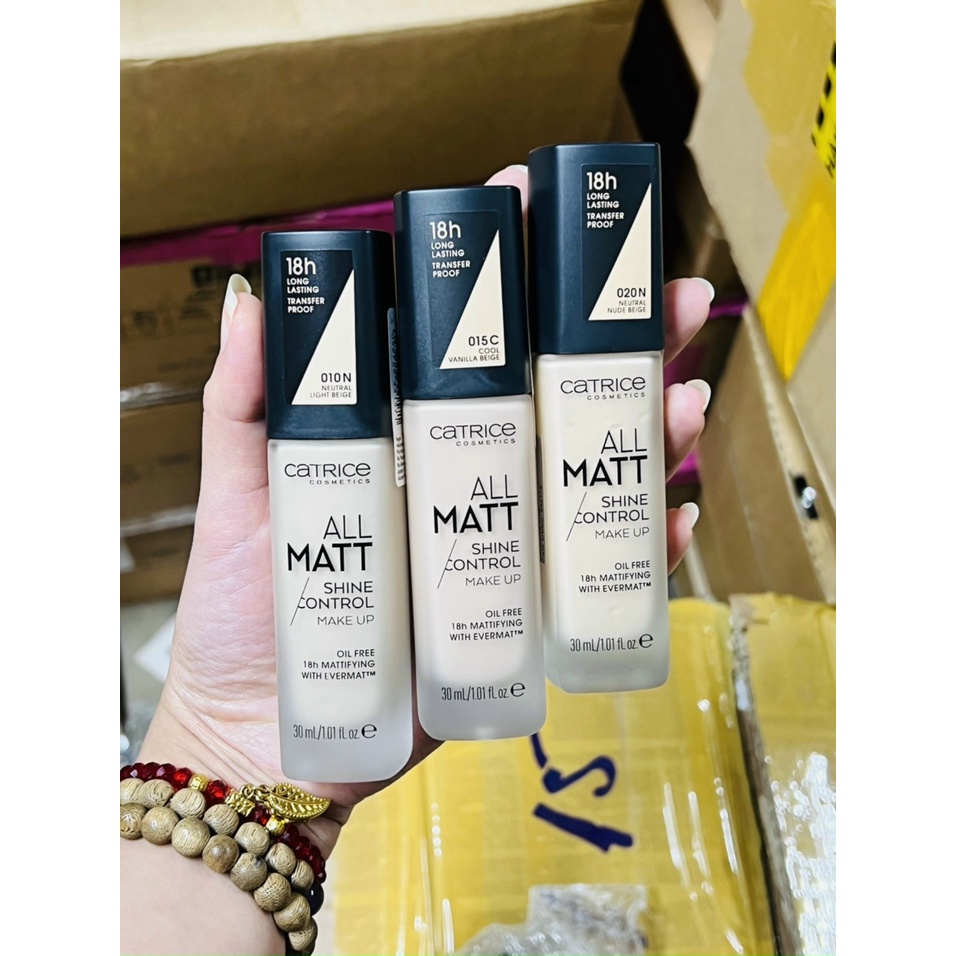 18h
LONG
LASTING
TRANSFER
PROOF
010 N
NEUTRAL
LIGHT BEIGE
CATRICE
COSMETICS
ALL
MATT
SHINE
CONTROL
MAKE UP
OIL FREE
18h MATTIFYING
WITH EVERMAT™
30 mL/1.01 fl.oz. e
18h
LONG
LASTING
TRANSFER
PROOF
015 C
COOL
VANILLA BEIGE
CATRICE
COSMETICS
ALL
MATT
SHINE
CONTROL
MAKE UP
OIL FREE
18h MATTIFYING
WITH EVERMAT™
30 mL/1.01 fl.oz. e
18h
LONG
LASTING
TRANSFER
PROOF
020 N
NEUTRAL
NUDE BEIGE
CATRICE
COSMETICS
ALL
MATT
SHINE
CONTROL
MAKE UP
OIL FREE
18h MATTIFYING
WITH EVERMAT™
30 mL/1.01 fl.oz. e